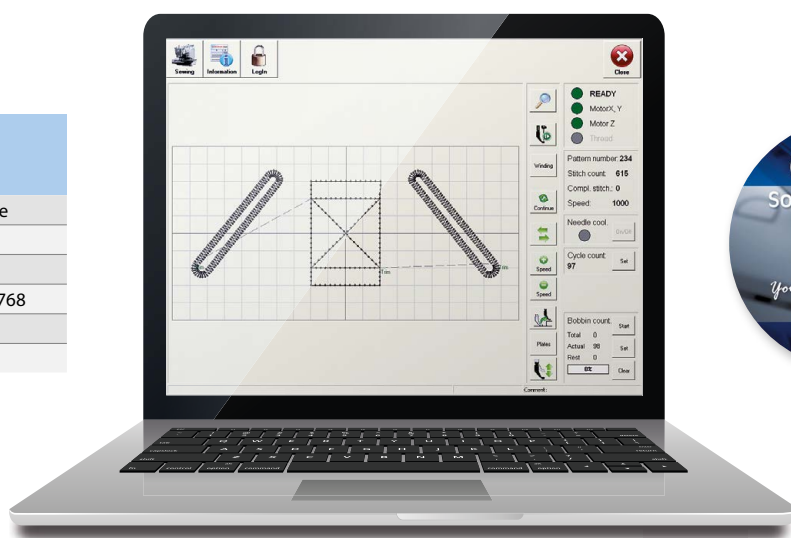 Sewing Information LogIn Close
READY
MotorX, Y
Motor Z
Thread
Winding
Pattern number: 234
Stitch count: 615
Compl. stitch.: 0
Speed: 1000
Continue
Needle cool.
On/Off
Cycle count:
97
Set
Speed
Speed
Trim
Bobbin count.
Start
Total 0
Plates
Actual 98
Set
Rest 0
0%
Clear
Comment:
e
768
So
You